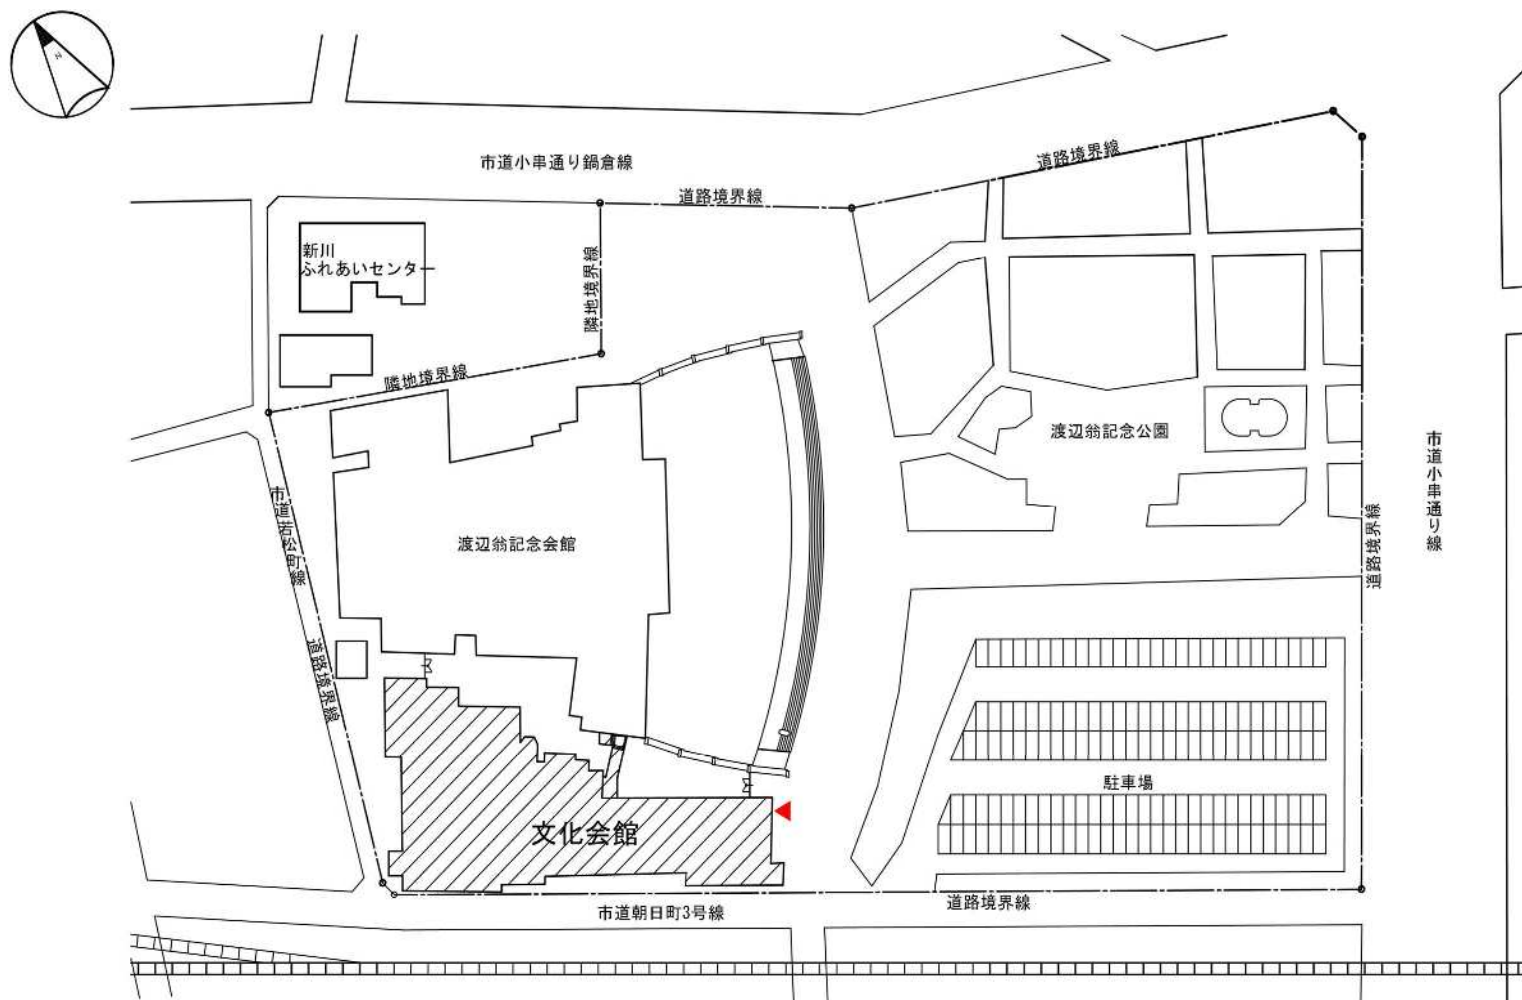 N
市道小串通り鍋倉線
道路境界線
道路境界線
新川
ふれあいセンター
隣地境界線
隣地境界線
渡辺翁記念公園
市道小串通り線
市道若松町線
渡辺翁記念会館
道路境界線
道路境界線
駐車場
文化会館
市道朝日町3号線
道路境界線